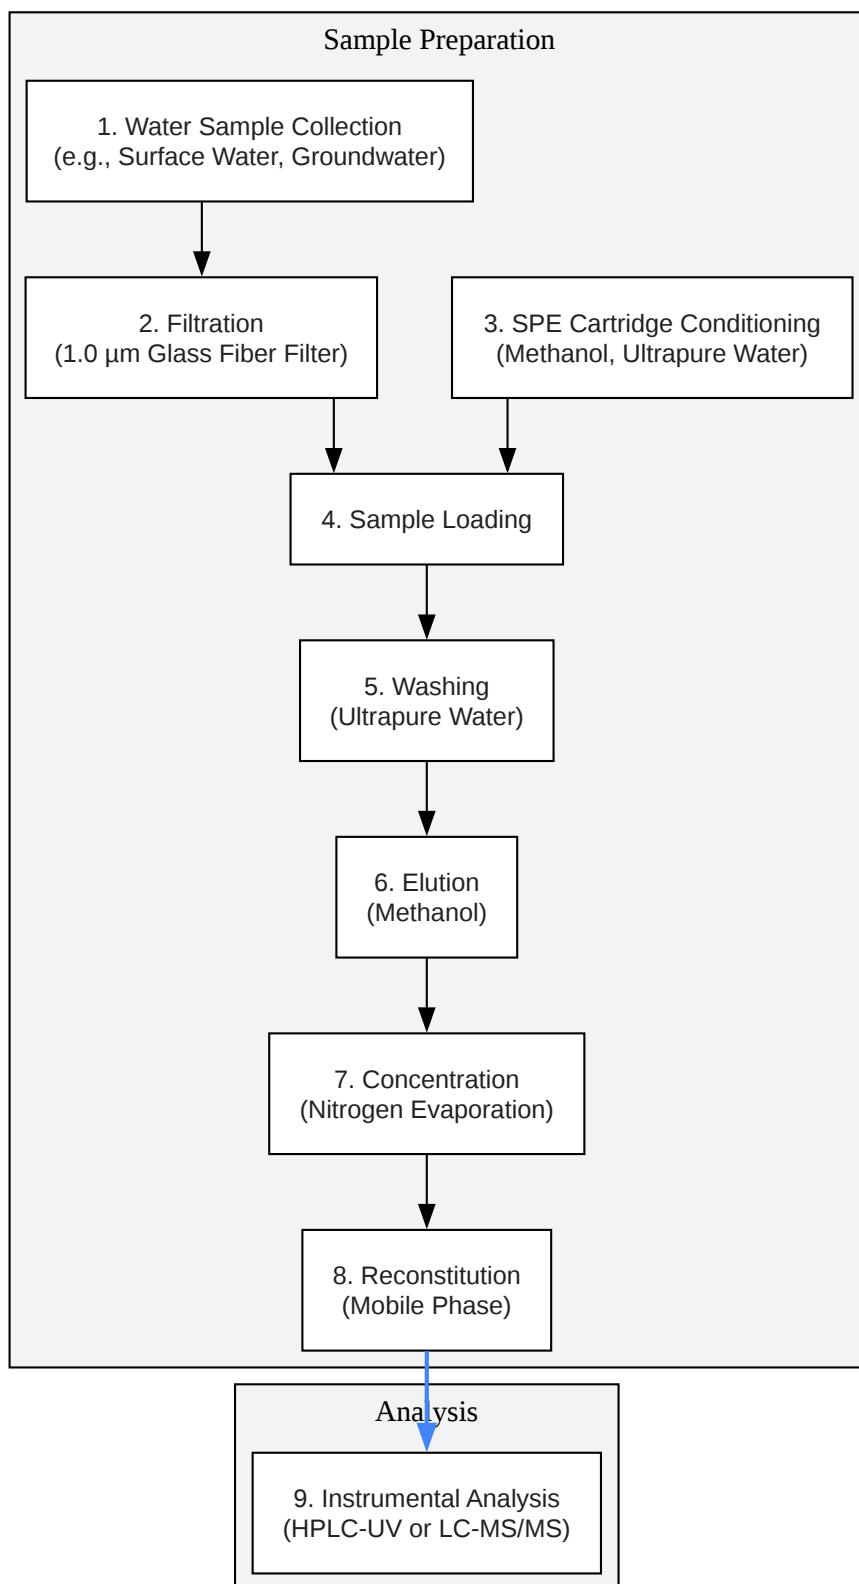 Sample Preparation
1. Water Sample Collection
(e.g., Surface Water, Groundwater)
2. Filtration
(1.0 µm Glass Fiber Filter)
3. SPE Cartridge Conditioning
(Methanol, Ultrapure Water)
4. Sample Loading
5. Washing
(Ultrapure Water)
6. Elution
(Methanol)
7. Concentration
(Nitrogen Evaporation)
8. Reconstitution
(Mobile Phase)
Analysis
9. Instrumental Analysis
(HPLC-UV or LC-MS/MS)